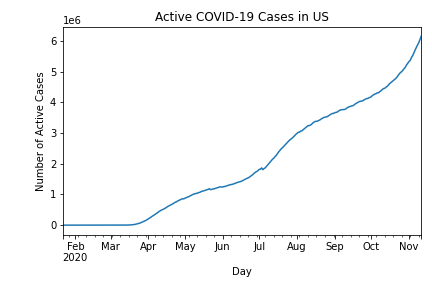 Active COVID-19 Cases in US
1e6
6
5
4
3
2
1
0
Number of Active Cases
Feb Mar Apr May Jun Jul Aug Sep Oct Nov
2020
Day